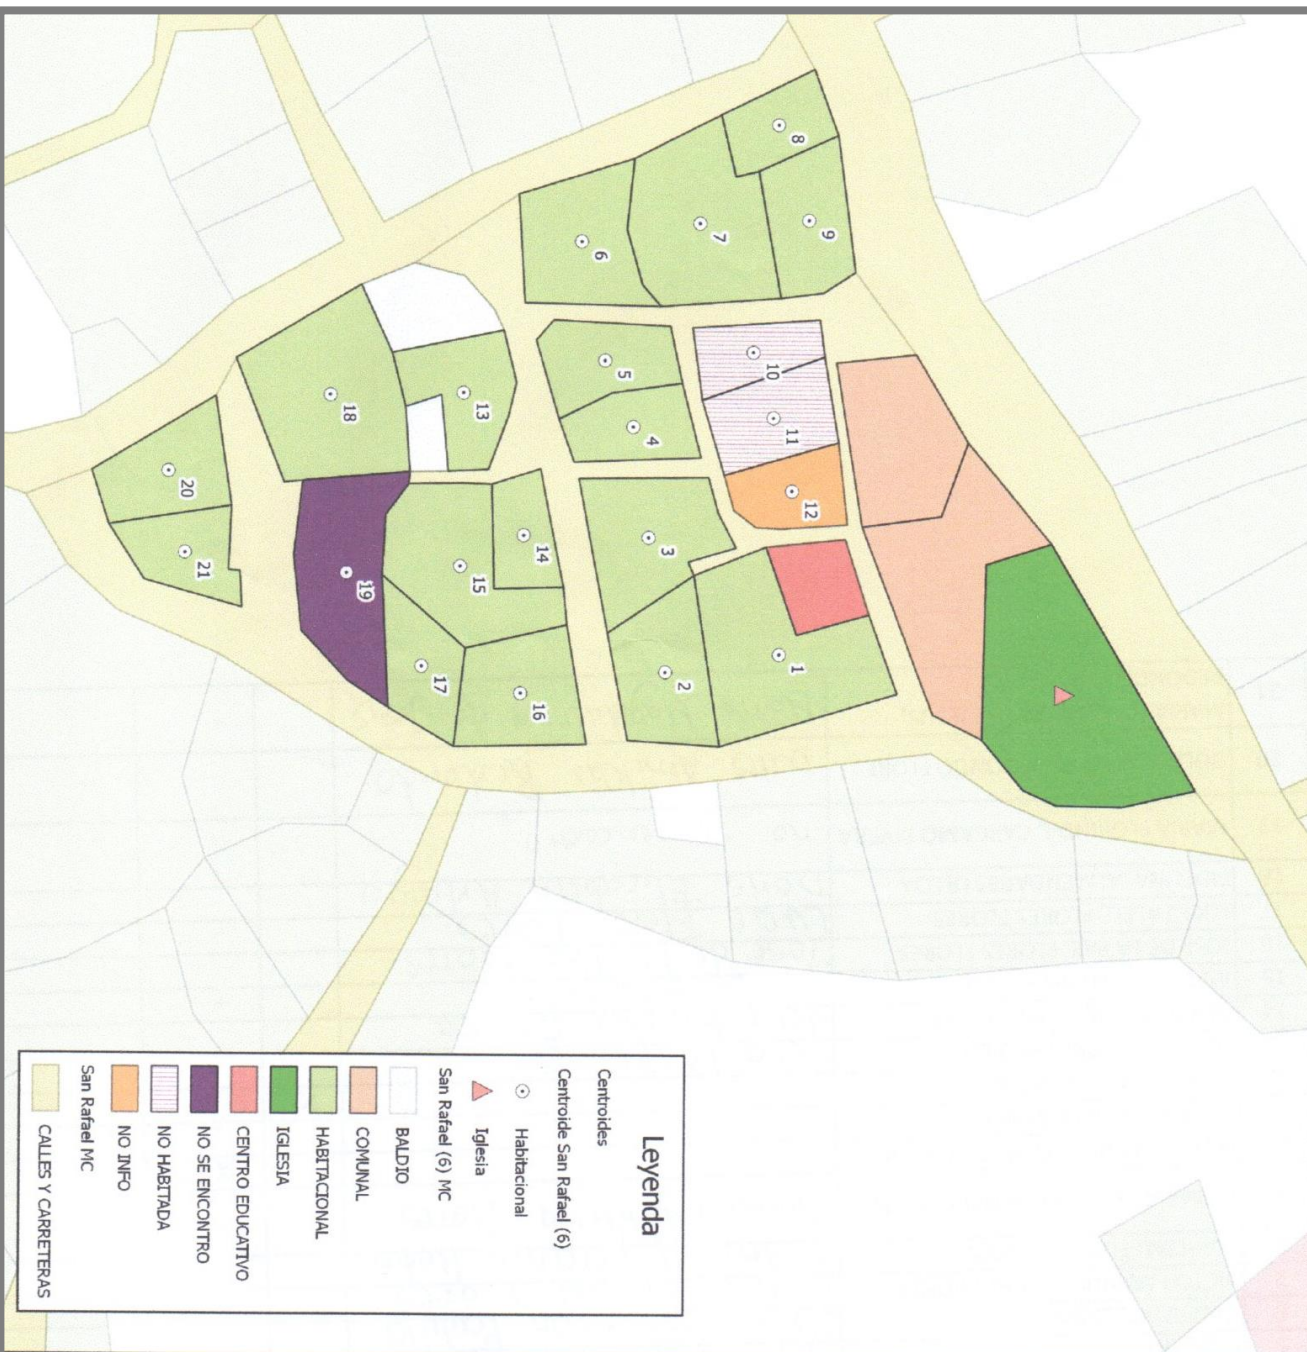 8
9
7
6
10
5
11
13
18
4
12
20
14
3
21
15
19
1
2
17
16
Leyenda
Centroides
Centroide San Rafael (6)
Habitacional
Iglesia
San Rafael (6) MC
BALDIO
COMUNAL
HABITACIONAL
IGLESIA
CENTRO EDUCATIVO
NO SE ENCONTRO
NO HABITADA
NO INFO
San Rafael MC
CALLES Y CARRETERAS